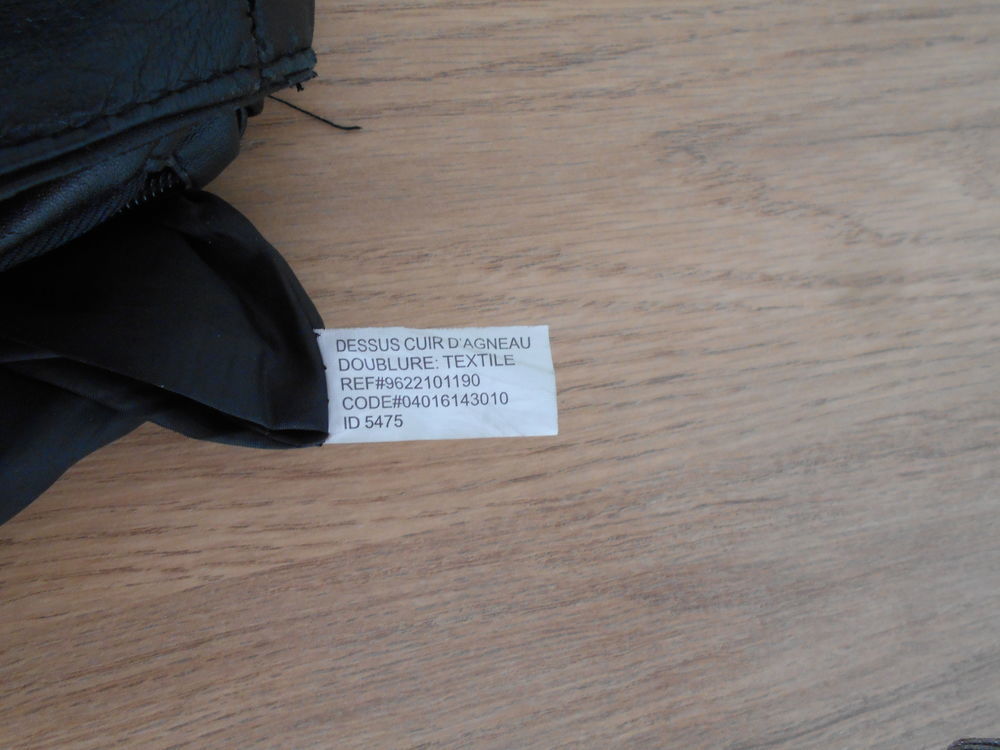 DESSUS CUIR D'AGNEAU
DOUBLURE: TEXTILE
REF#9622101190
CODE#04016143010
ID 5475